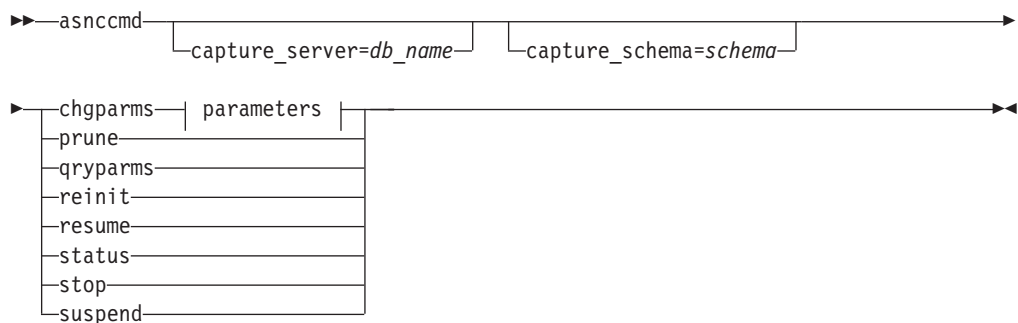 asnccmd
capture_server=db_name capture_schema=schema
chgparms parameters
prune
qryparms
reinit
resume
status
stop
suspend